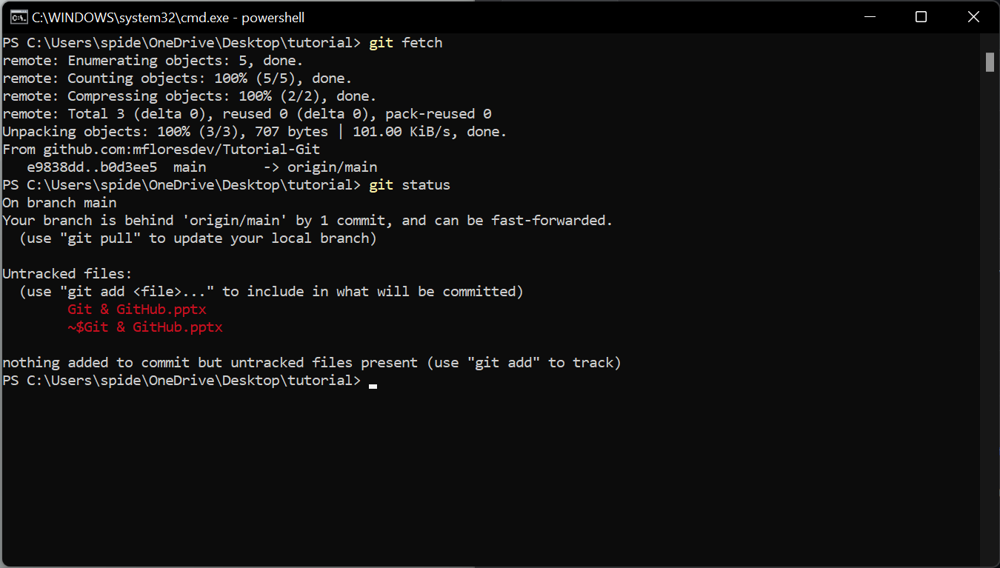 C:\WINDOWS\system32\cmd.exe - powershell
PS C:\Users\spide\OneDrive\Desktop\tutorial> git fetch
remote: Enumerating objects: 5, done.
remote: Counting objects: 100% (5/5), done.
remote: Compressing objects: 100% (2/2), done.
remote: Total 3 (delta 0), reused 0 (delta 0), pack-reused 0
Unpacking objects: 100% (3/3), 707 bytes | 101.00 KiB/s, done.
From github.com:mfloresdev/Tutorial-Git
   e9838dd..b0d3ee5  main       -> origin/main
PS C:\Users\spide\OneDrive\Desktop\tutorial> git status
On branch main
Your branch is behind 'origin/main' by 1 commit, and can be fast-forwarded.
  (use "git pull" to update your local branch)

Untracked files:
  (use "git add <file>..." to include in what will be committed)
        Git & GitHub.pptx
        ~$Git & GitHub.pptx

nothing added to commit but untracked files present (use "git add" to track)
PS C:\Users\spide\OneDrive\Desktop\tutorial>